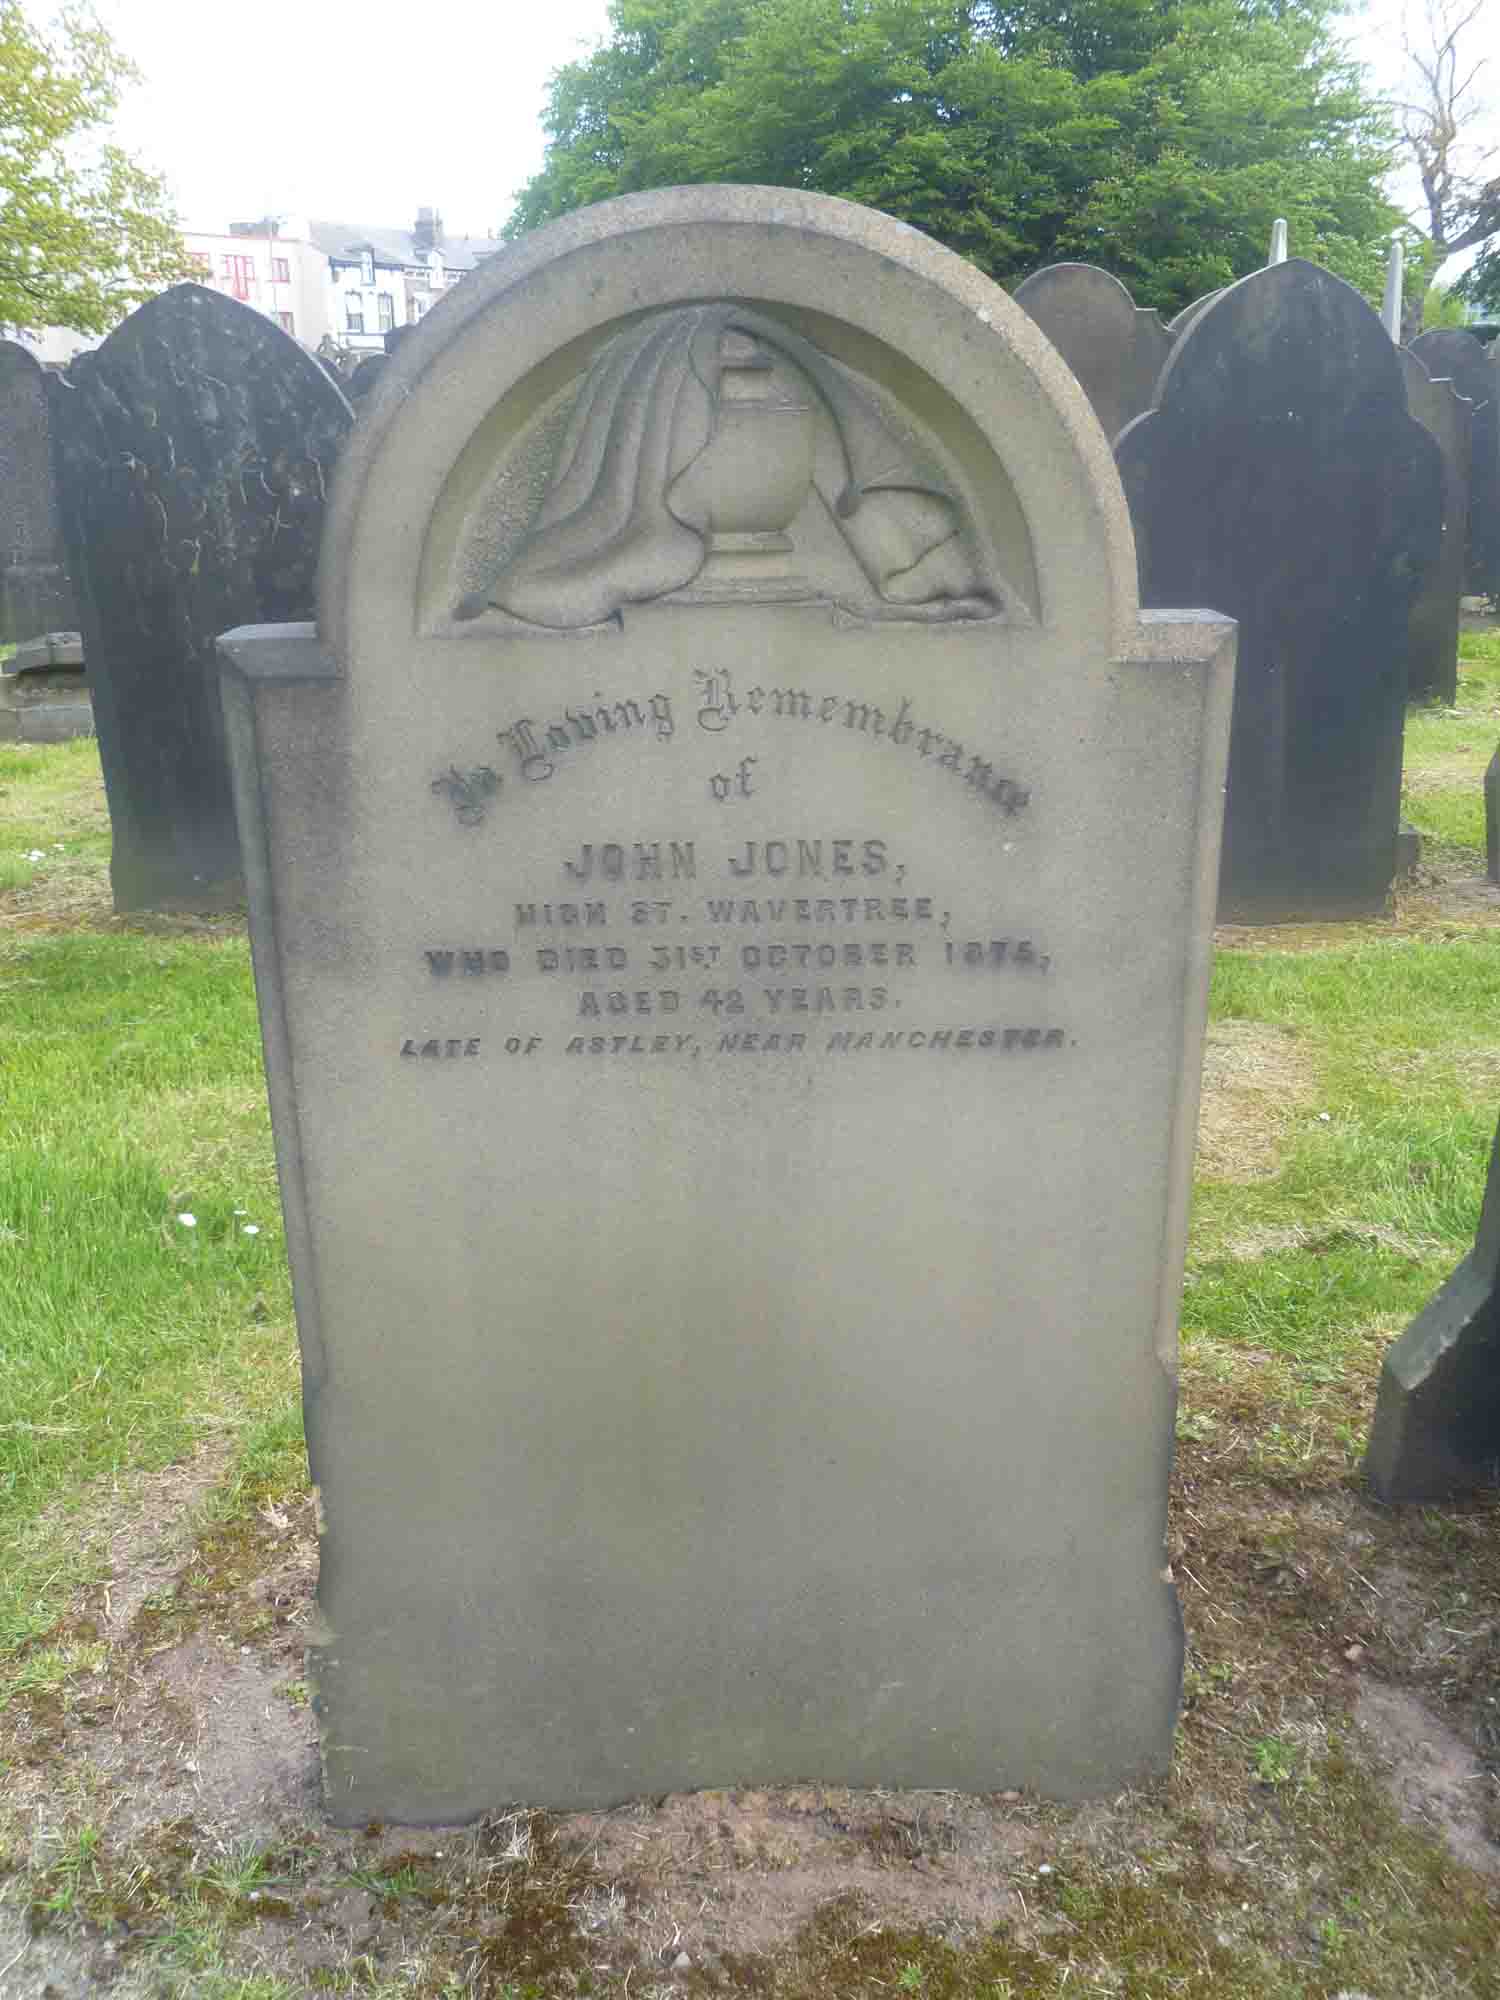 In Loving Remembrance
of
JOHN JONES,
HIGH ST. WAVERTREE,
WHO DIED 31ST OCTOBER 1875,
AGED 42 YEARS.
LATE OF ASTLEY, NEAR MANCHESTER.